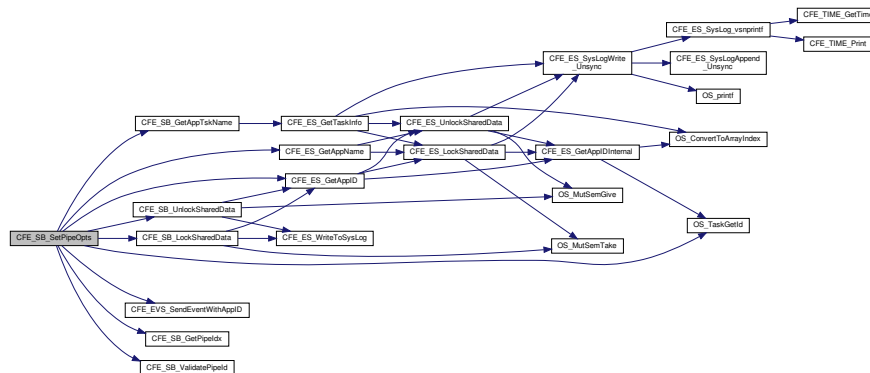 CFE_TIME_GetTime
CFE_ES_SysLog_vsnprintf
CFE_TIME_Print
CFE_ES_SysLogWrite
_Unsync
CFE_ES_SysLogAppend
_Unsync
OS_printf
CFE_SB_GetAppTskName
CFE_ES_GetTaskInfo
CFE_ES_UnlockSharedData
OS_ConvertToArrayIndex
CFE_ES_GetAppName
CFE_ES_LockSharedData
CFE_ES_GetAppIDInternal
CFE_ES_GetAppID
OS_MutSemGive
CFE_SB_UnlockSharedData
OS_TaskGetId
CFE_SB_SetPipeOpts
CFE_SB_LockSharedData
CFE_ES_WriteToSysLog
OS_MutSemTake
CFE_EVS_SendEventWithAppID
CFE_SB_GetPipeIdx
CFE_SB_ValidatePipeId